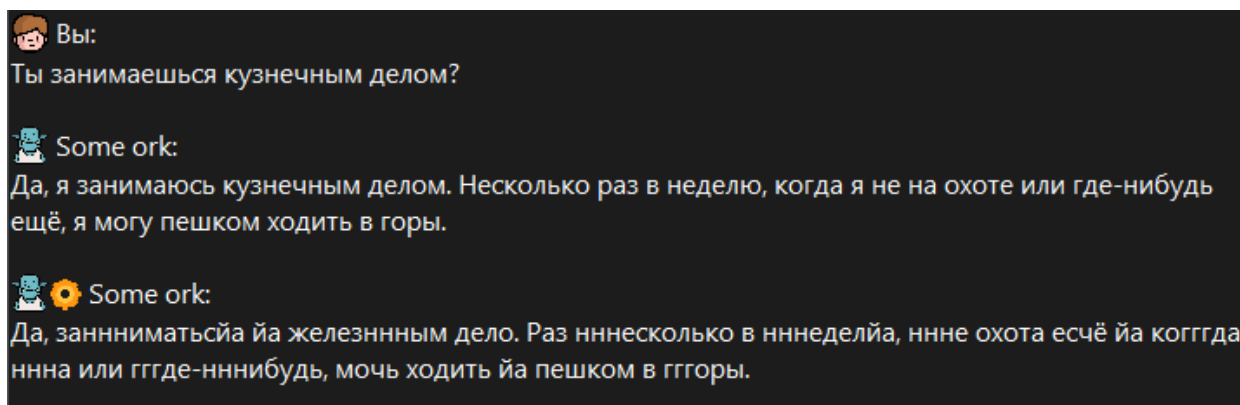 Вы:
Ты занимаешься кузнечным делом?
Some ork:
Да, я занимаюсь кузнечным делом. Несколько раз в неделю, когда я не на охоте или где-нибудь
ещё, я могу пешком ходить в горы.
Some ork:
Да, заннниматьсйа йа железнннным дело. Раз нннесколько в нннеделйа, ннне охота есчё йа когггда
ннна или гггде-нннибудь, мочь ходить йа пешком в гггоры.